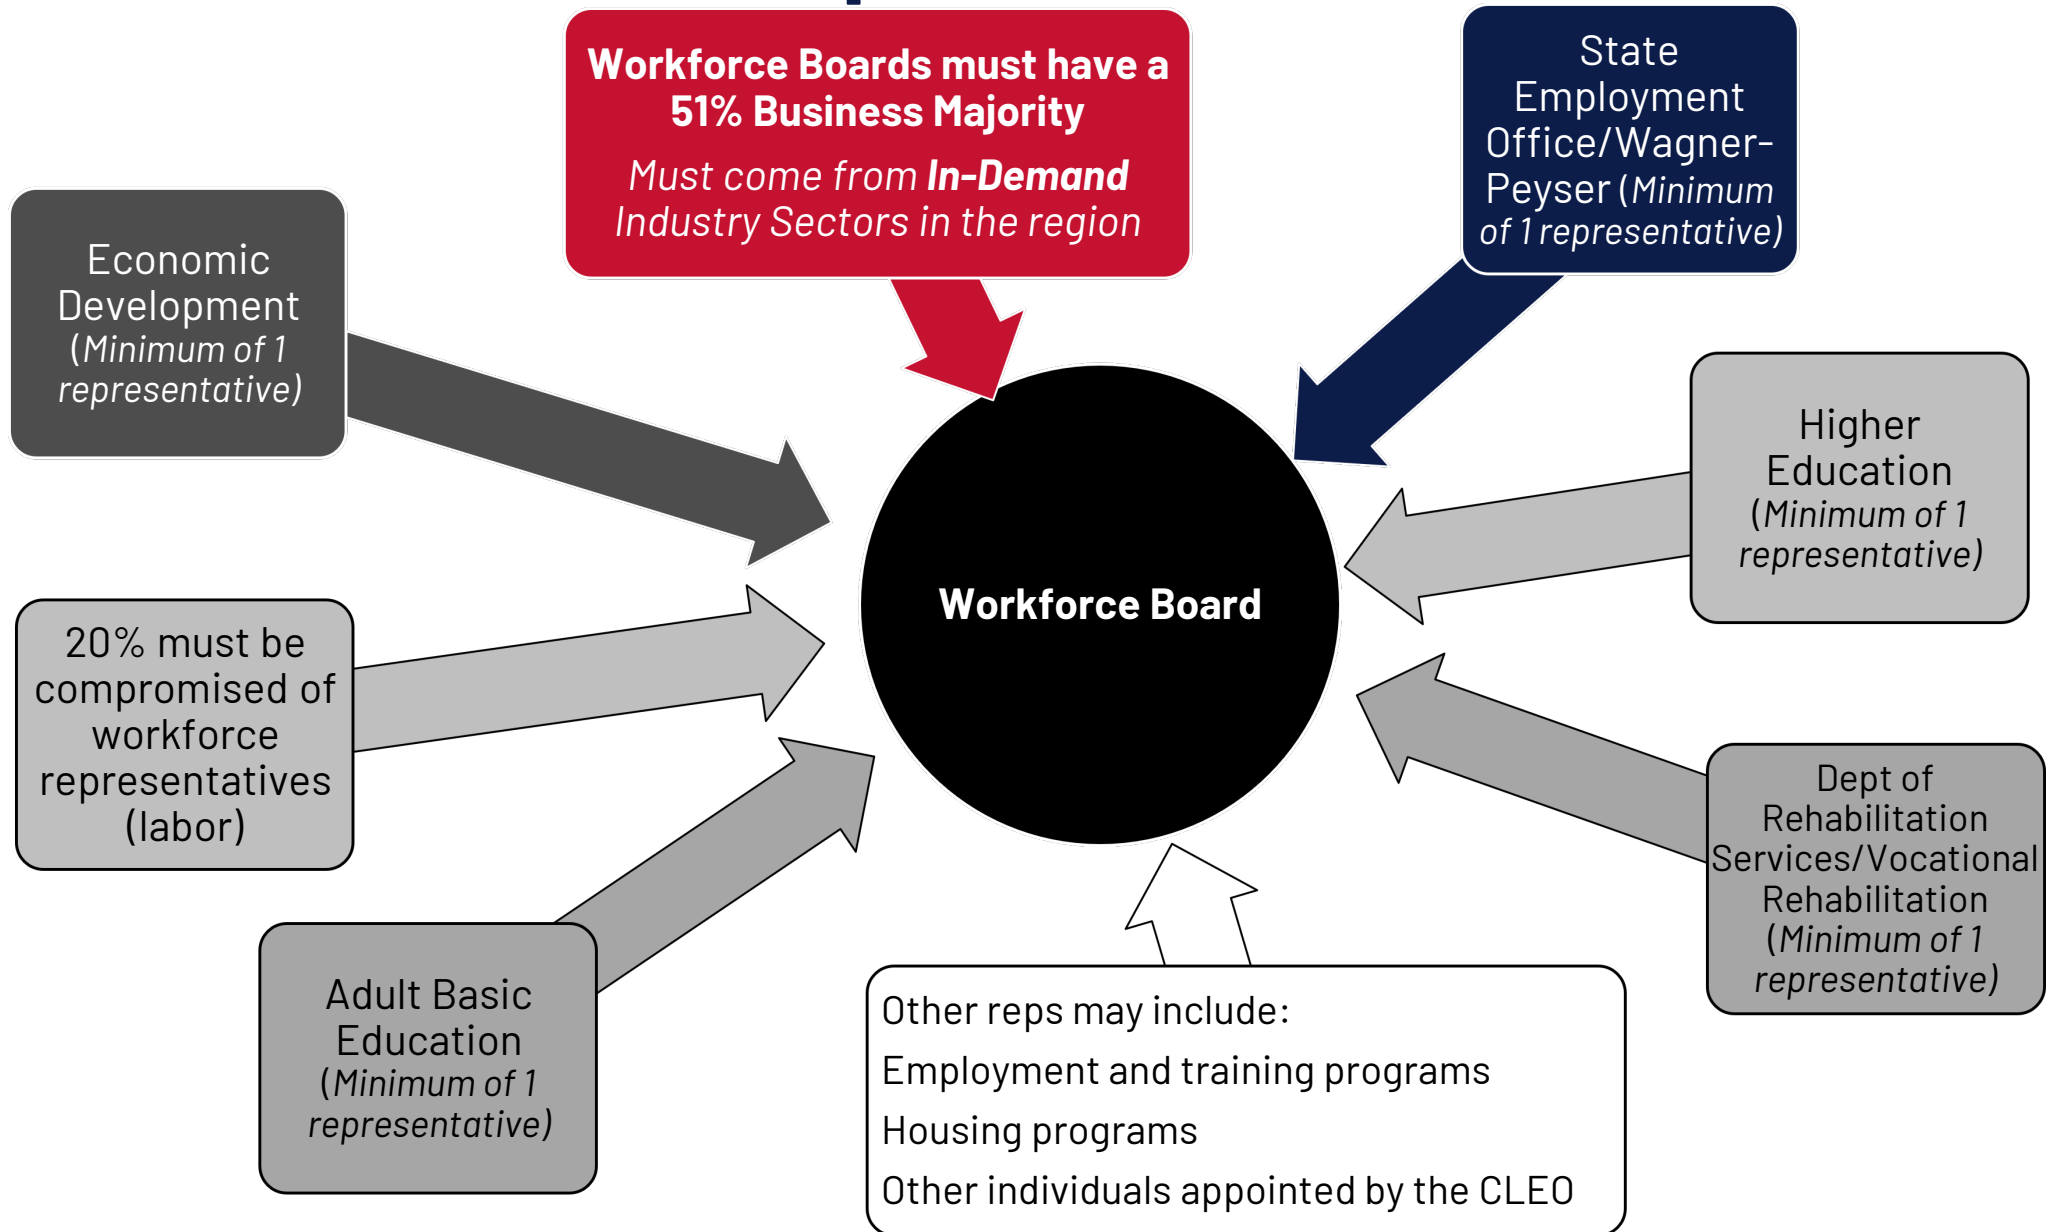 Workforce Boards must have a
51% Business Majority
Must come from In-Demand
Industry Sectors in the region
State
Employment
Office/Wagner-
Peyser (Minimum
of 1 representative)
Economic
Development
(Minimum of 1
representative)
Higher
Education
(Minimum of 1
representative)
Workforce Board
20% must be
compromised of
workforce
representatives
(labor)
Dept of
Rehabilitation
Services/Vocational
Rehabilitation
(Minimum of 1
representative)
Adult Basic
Education
(Minimum of 1
representative)
Other reps may include:
Employment and training programs
Housing programs
Other individuals appointed by the CLEO